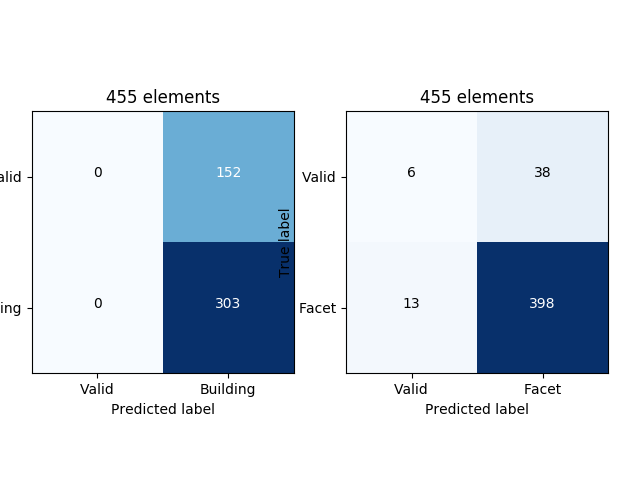 455 elements
alid
0
152
ing
0
303
Valid
Building
Predicted label
455 elements
True label
Valid
6
38
Facet
13
398
Valid
Facet
Predicted label